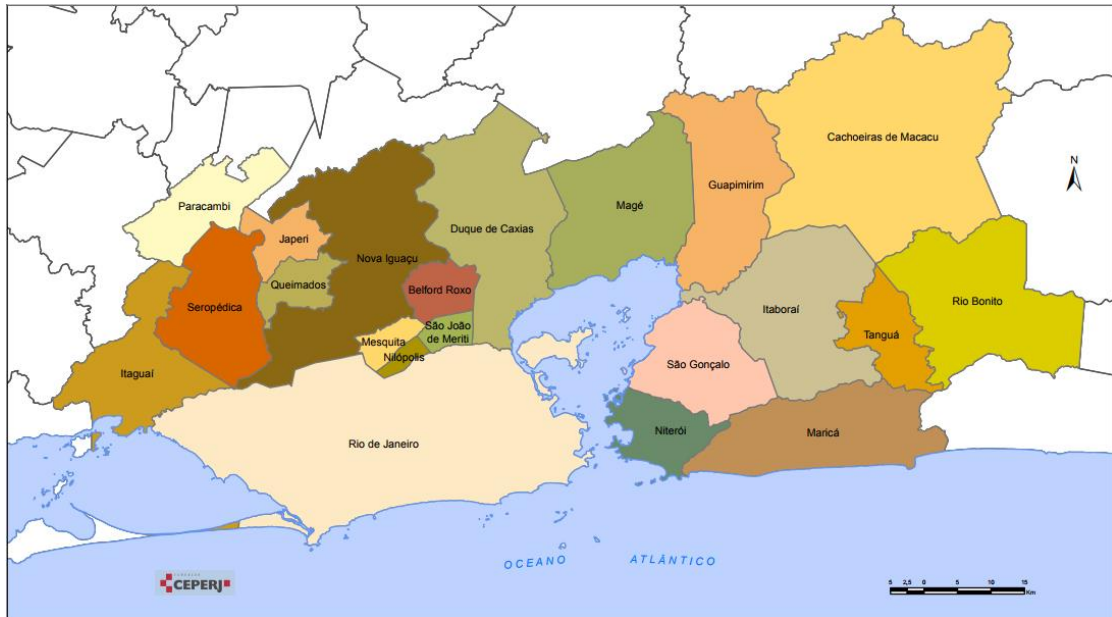 Cachoeiras de Macacu
N
Guapimirim
Paracambi
Magé
Duque de Caxias
Japeri
Nova Iguaçu
Queimados
Belford Roxo
Seropédica
Rio Bonito
Itaboraí
São João
de Meriti
Tanguá
Mesquita
Nilópolis
São Gonçalo
Itaguaí
Niterói
Maricá
Rio de Janeiro
OCEANO ATLÂNTICO
CEPERJ
5 2,5 0 5 10 15
Km